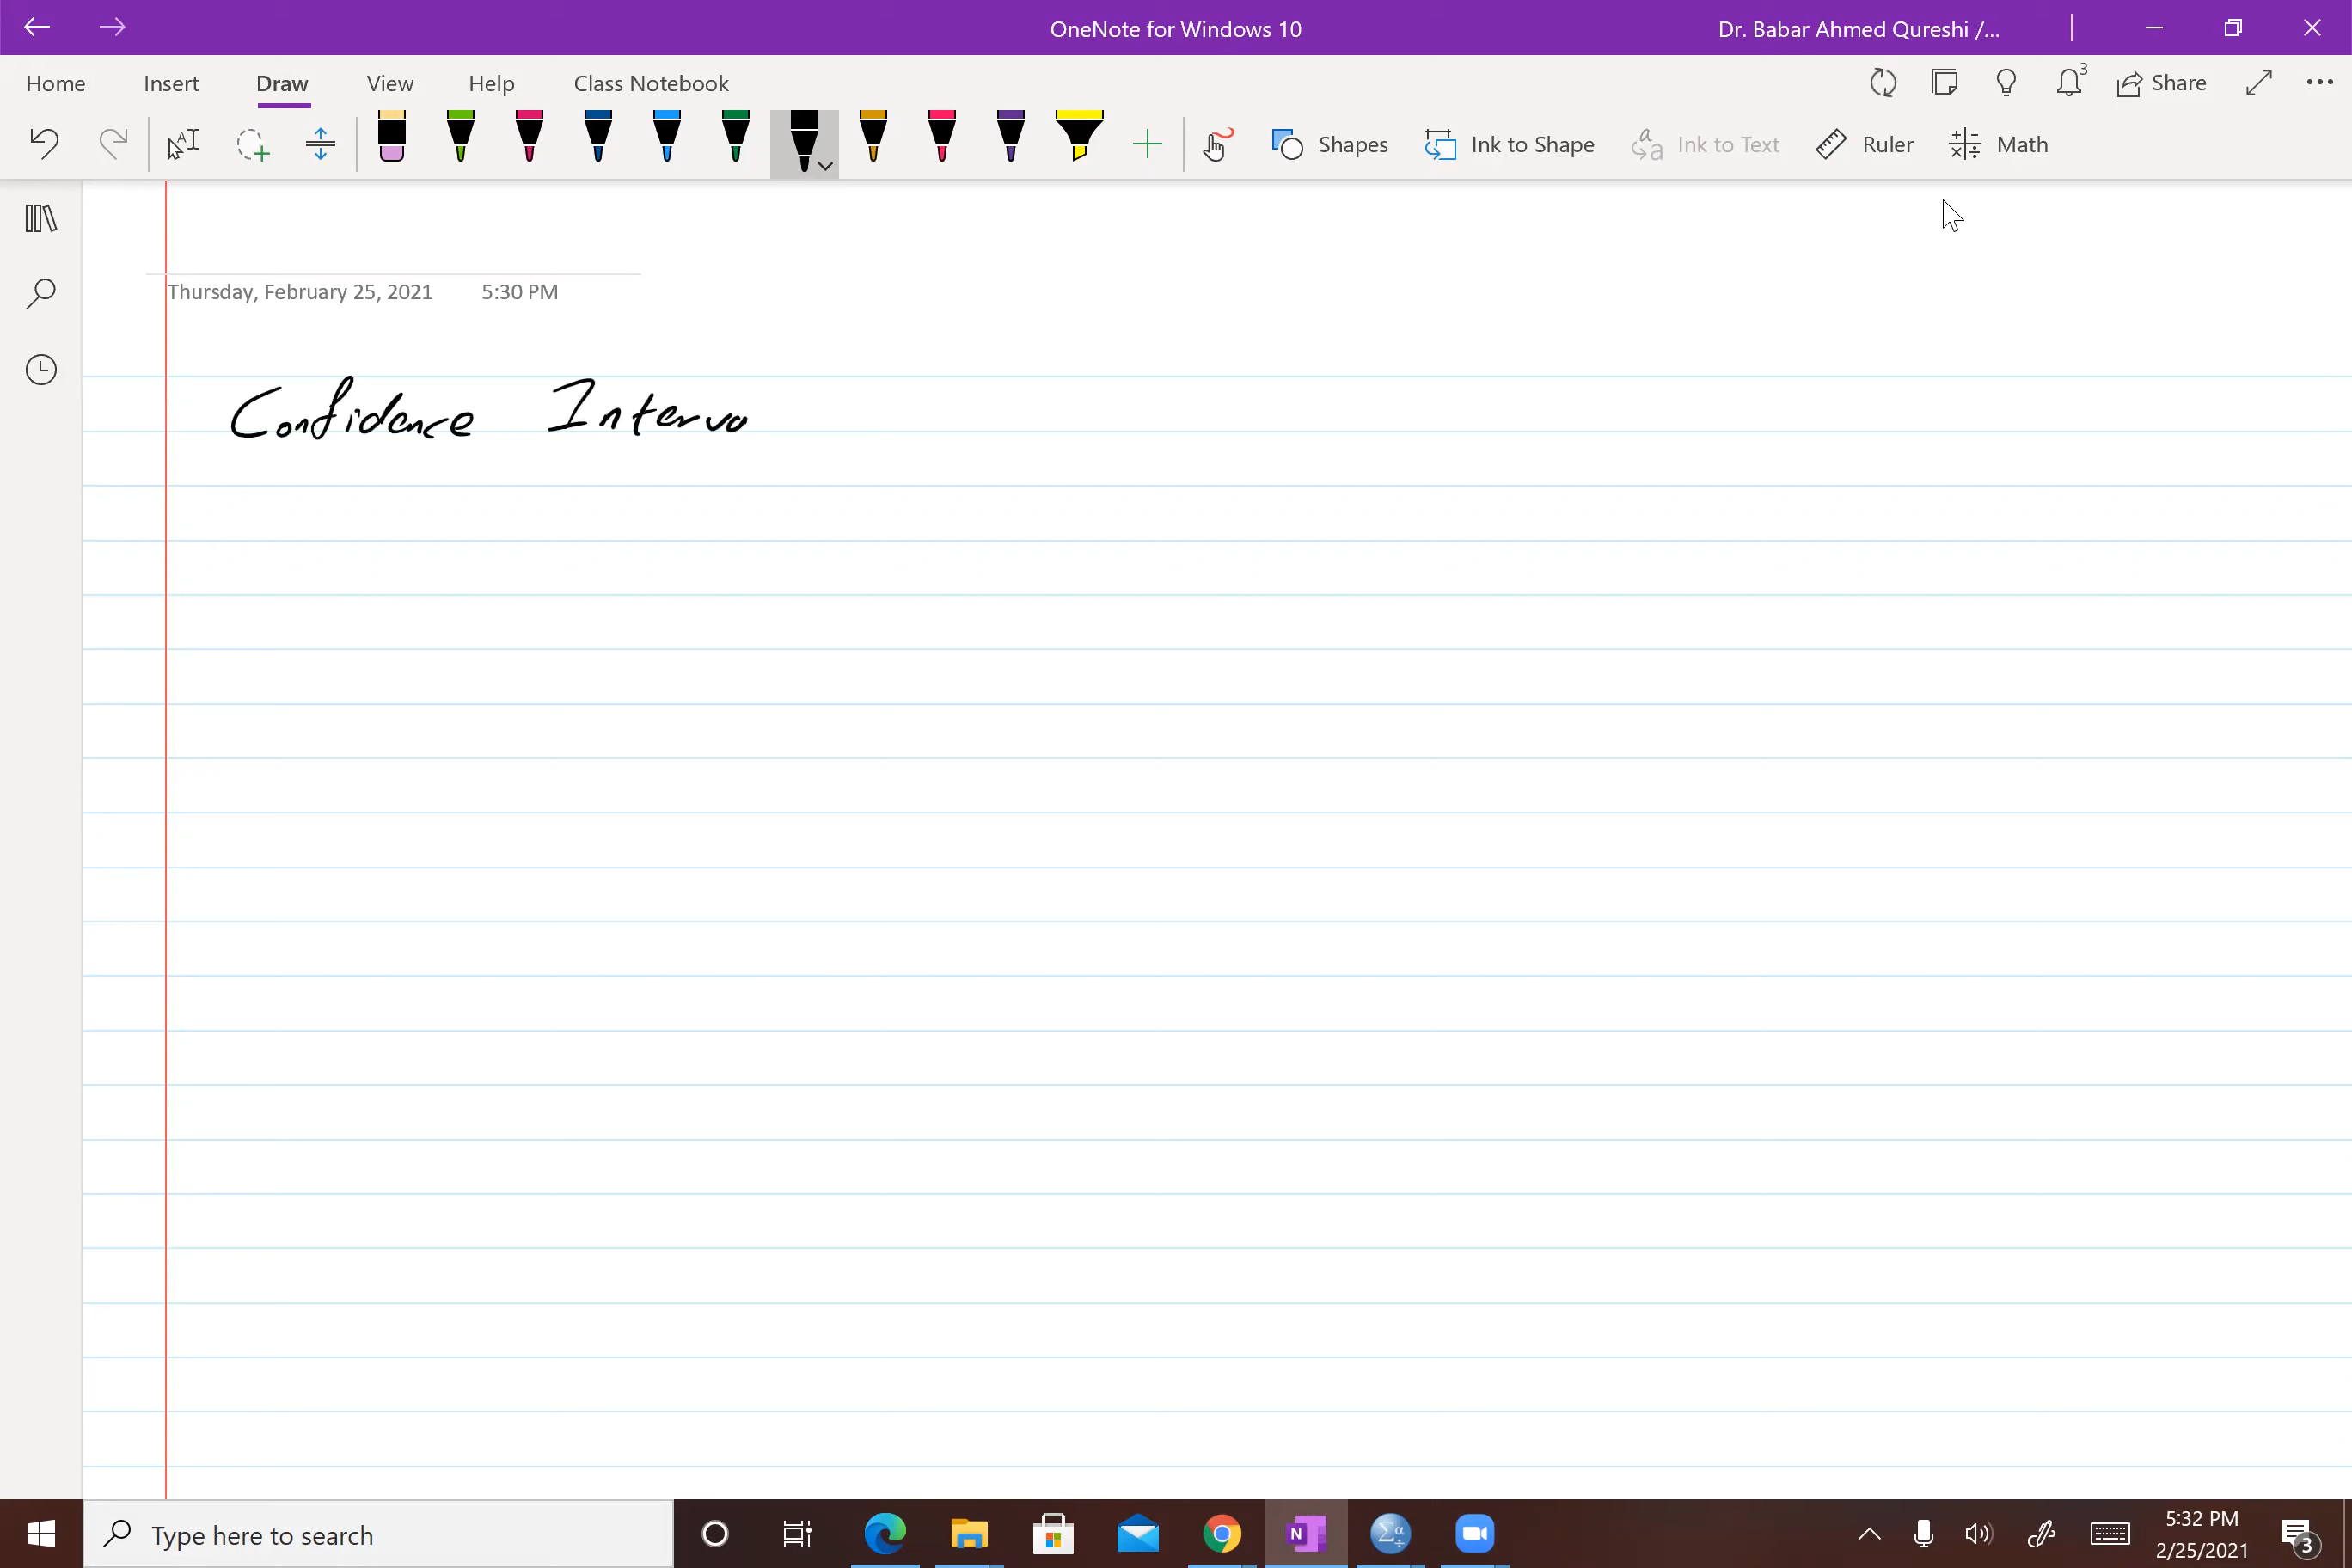 OneNote for Windows 10 Dr. Babar Ahmed Qureshi /...
Home Insert Draw View Help Class Notebook 3 Share
Shapes Ink to Shape Ink to Text Ruler Math
Thursday, February 25, 2021 5:30 PM
Confidence Interva
Type here to search
5:32 PM
2/25/2021
3